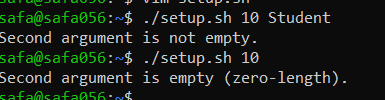 safa@safa056:~$ vim setup.sh
safa@safa056:~$ ./setup.sh 10 Student
Second argument is not empty.
safa@safa056:~$ ./setup.sh 10
Second argument is empty (zero-length).
safa@safa056:~$